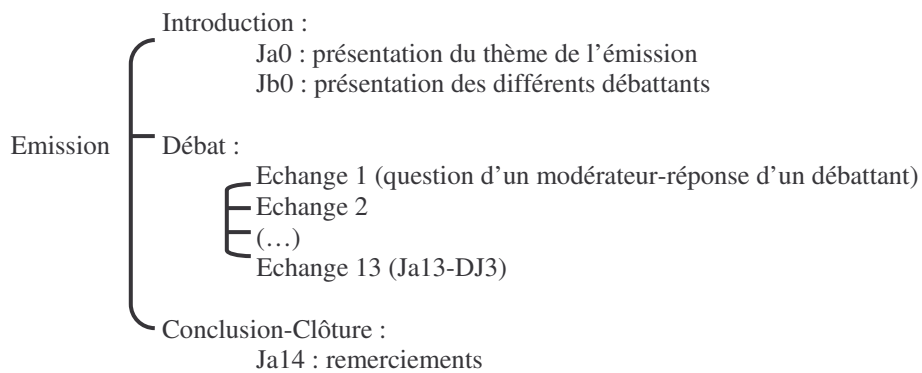 Introduction :
Ja0 : présentation du thème de l’émission
Jb0 : présentation des différents débattants
Emission
Débat :
Echange 1 (question d’un modérateur-réponse d’un débattant)
Echange 2
(…)
Echange 13 (Ja13-DJ3)
Conclusion-Clôture :
Ja14 : remerciements